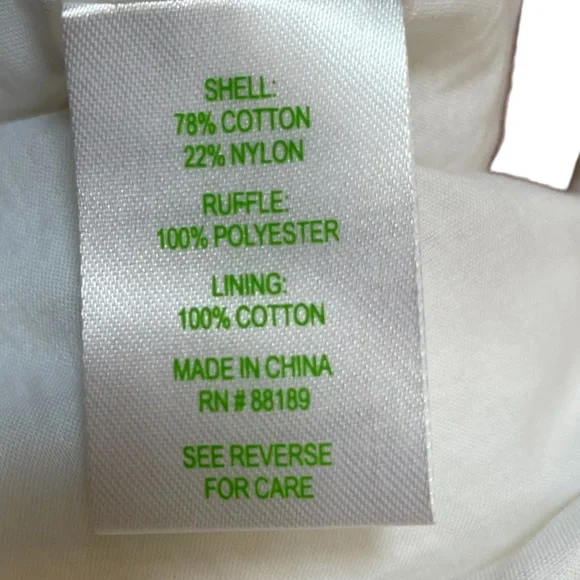 SHELL:
78% COTTON
22% NYLON
RUFFLE:
100% POLYESTER
LINING:
100% COTTON
MADE IN CHINA
RN # 88189
SEE REVERSE
FOR CARE